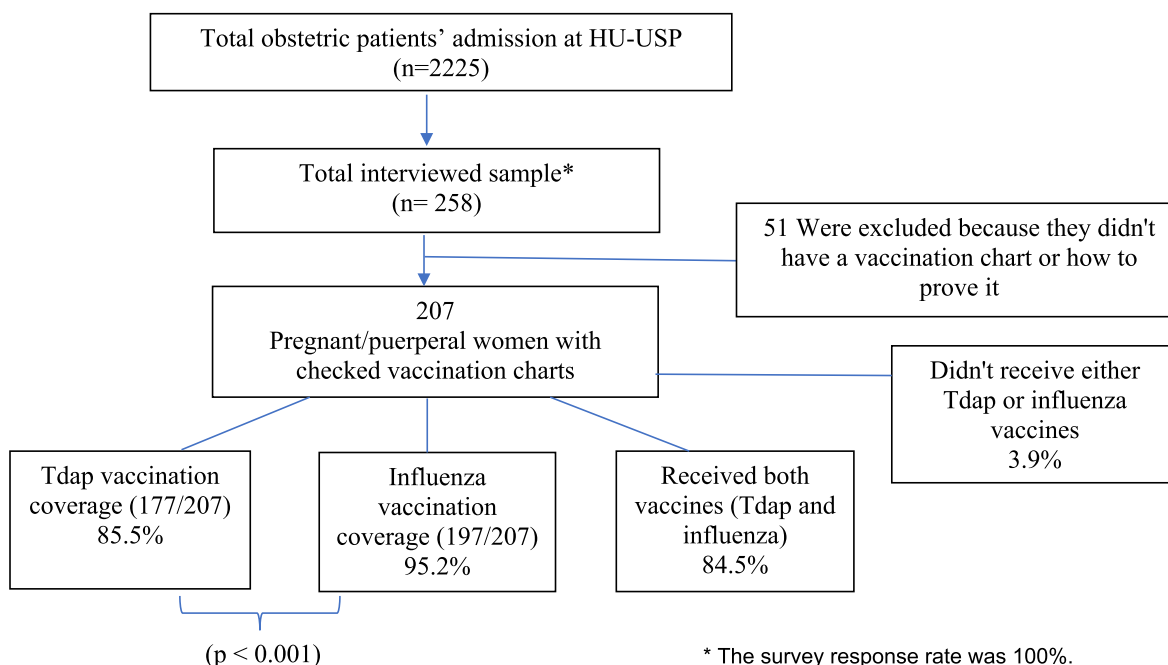 Total obstetric patients’ admission at HU-USP
(n=2225)
Total interviewed sample*
(n= 258)
51 Were excluded because they didn't
have a vaccination chart or how to
prove it
207
Pregnant/puerperal women with
checked vaccination charts
Didn't receive either
Tdap or influenza
vaccines
3.9%
Tdap vaccination
coverage (177/207)
85.5%
Influenza
vaccination
coverage (197/207)
95.2%
Received both
vaccines (Tdap and
influenza)
84.5%
(p < 0.001)
* The survey response rate was 100%.